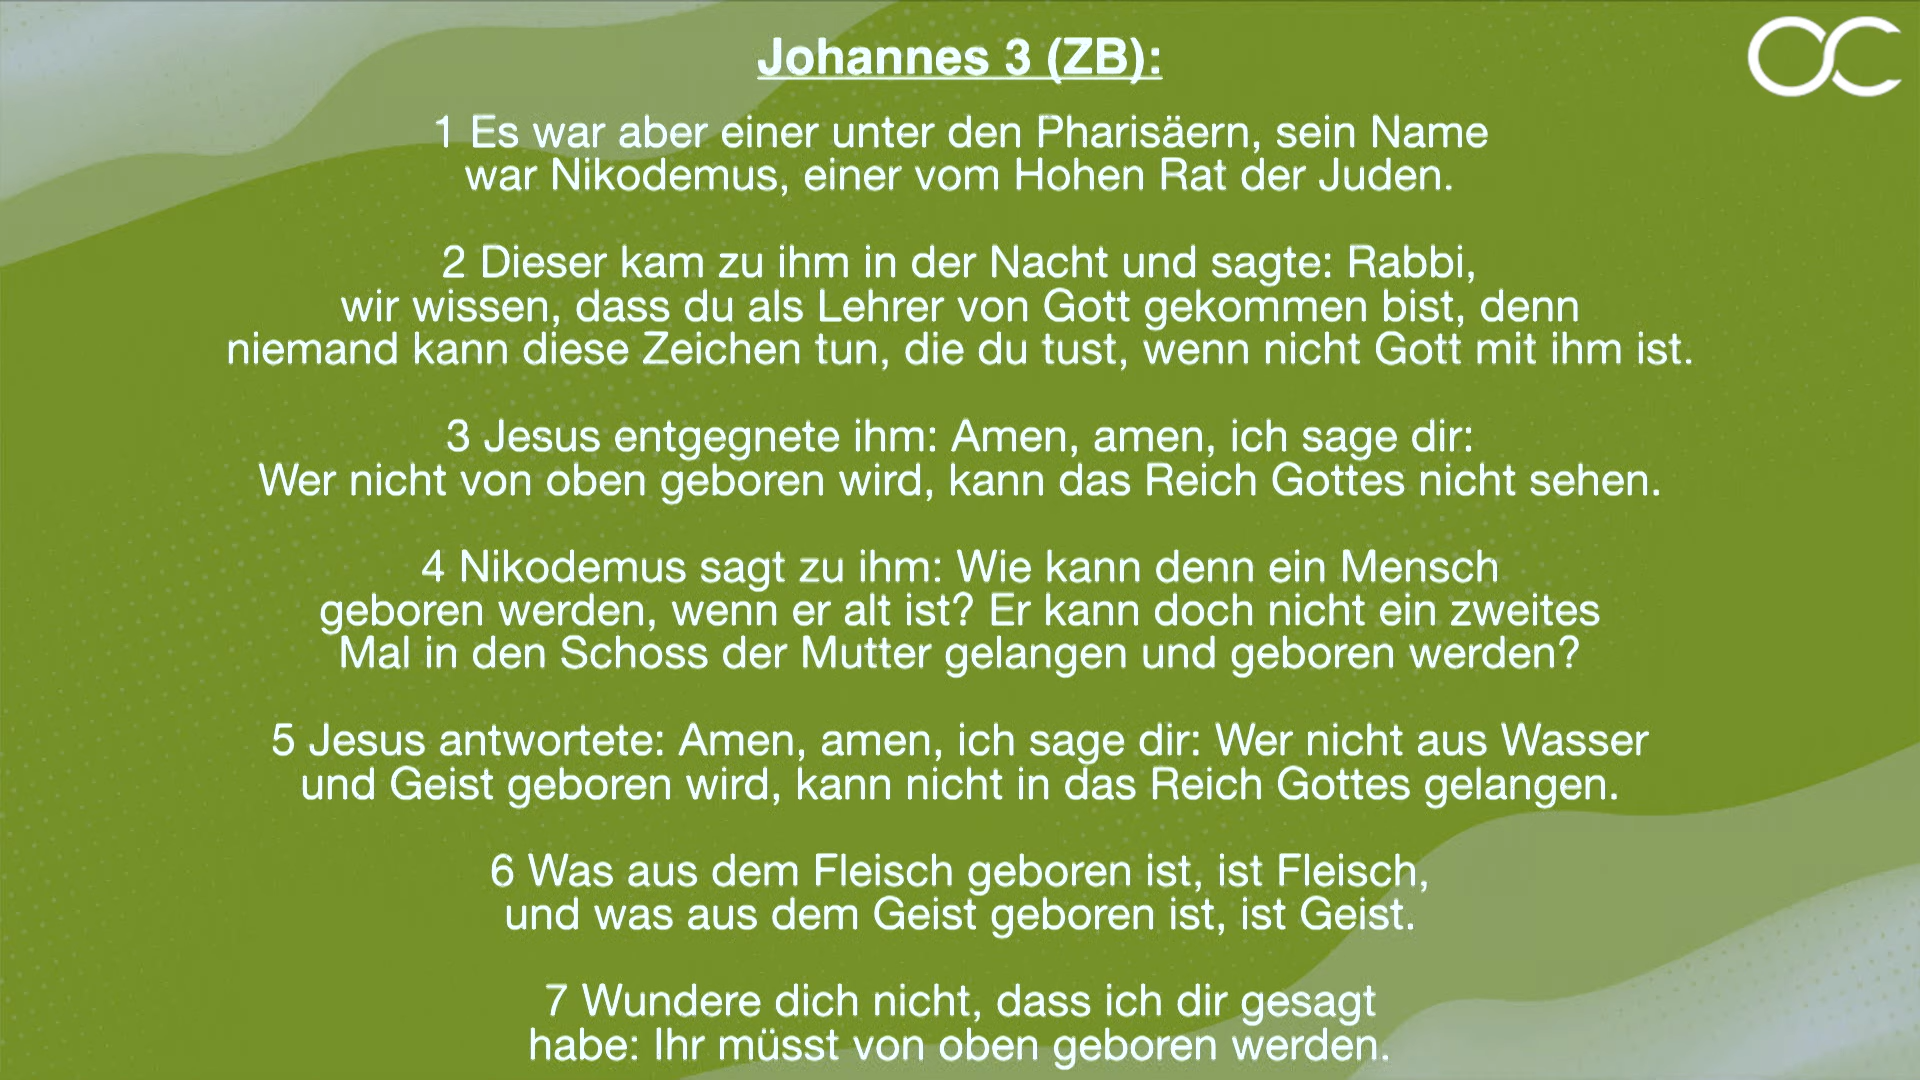 Johannes 3 (ZB):
1 Es war aber einer unter den Pharisäern, sein Name
war Nikodemus, einer vom Hohen Rat der Juden.
2 Dieser kam zu ihm in der Nacht und sagte: Rabbi,
wir wissen, dass du als Lehrer von Gott gekommen bist, denn
niemand kann diese Zeichen tun, die du tust, wenn nicht Gott mit ihm ist.
3 Jesus entgegnete ihm: Amen, amen, ich sage dir:
Wer nicht von oben geboren wird, kann das Reich Gottes nicht sehen.
4 Nikodemus sagt zu ihm: Wie kann denn ein Mensch
geboren werden, wenn er alt ist? Er kann doch nicht ein zweites
Mal in den Schoss der Mutter gelangen und geboren werden?
5 Jesus antwortete: Amen, amen, ich sage dir: Wer nicht aus Wasser
und Geist geboren wird, kann nicht in das Reich Gottes gelangen.
6 Was aus dem Fleisch geboren ist, ist Fleisch,
und was aus dem Geist geboren ist, ist Geist.
7 Wundere dich nicht, dass ich dir gesagt
habe: Ihr müsst von oben geboren werden.